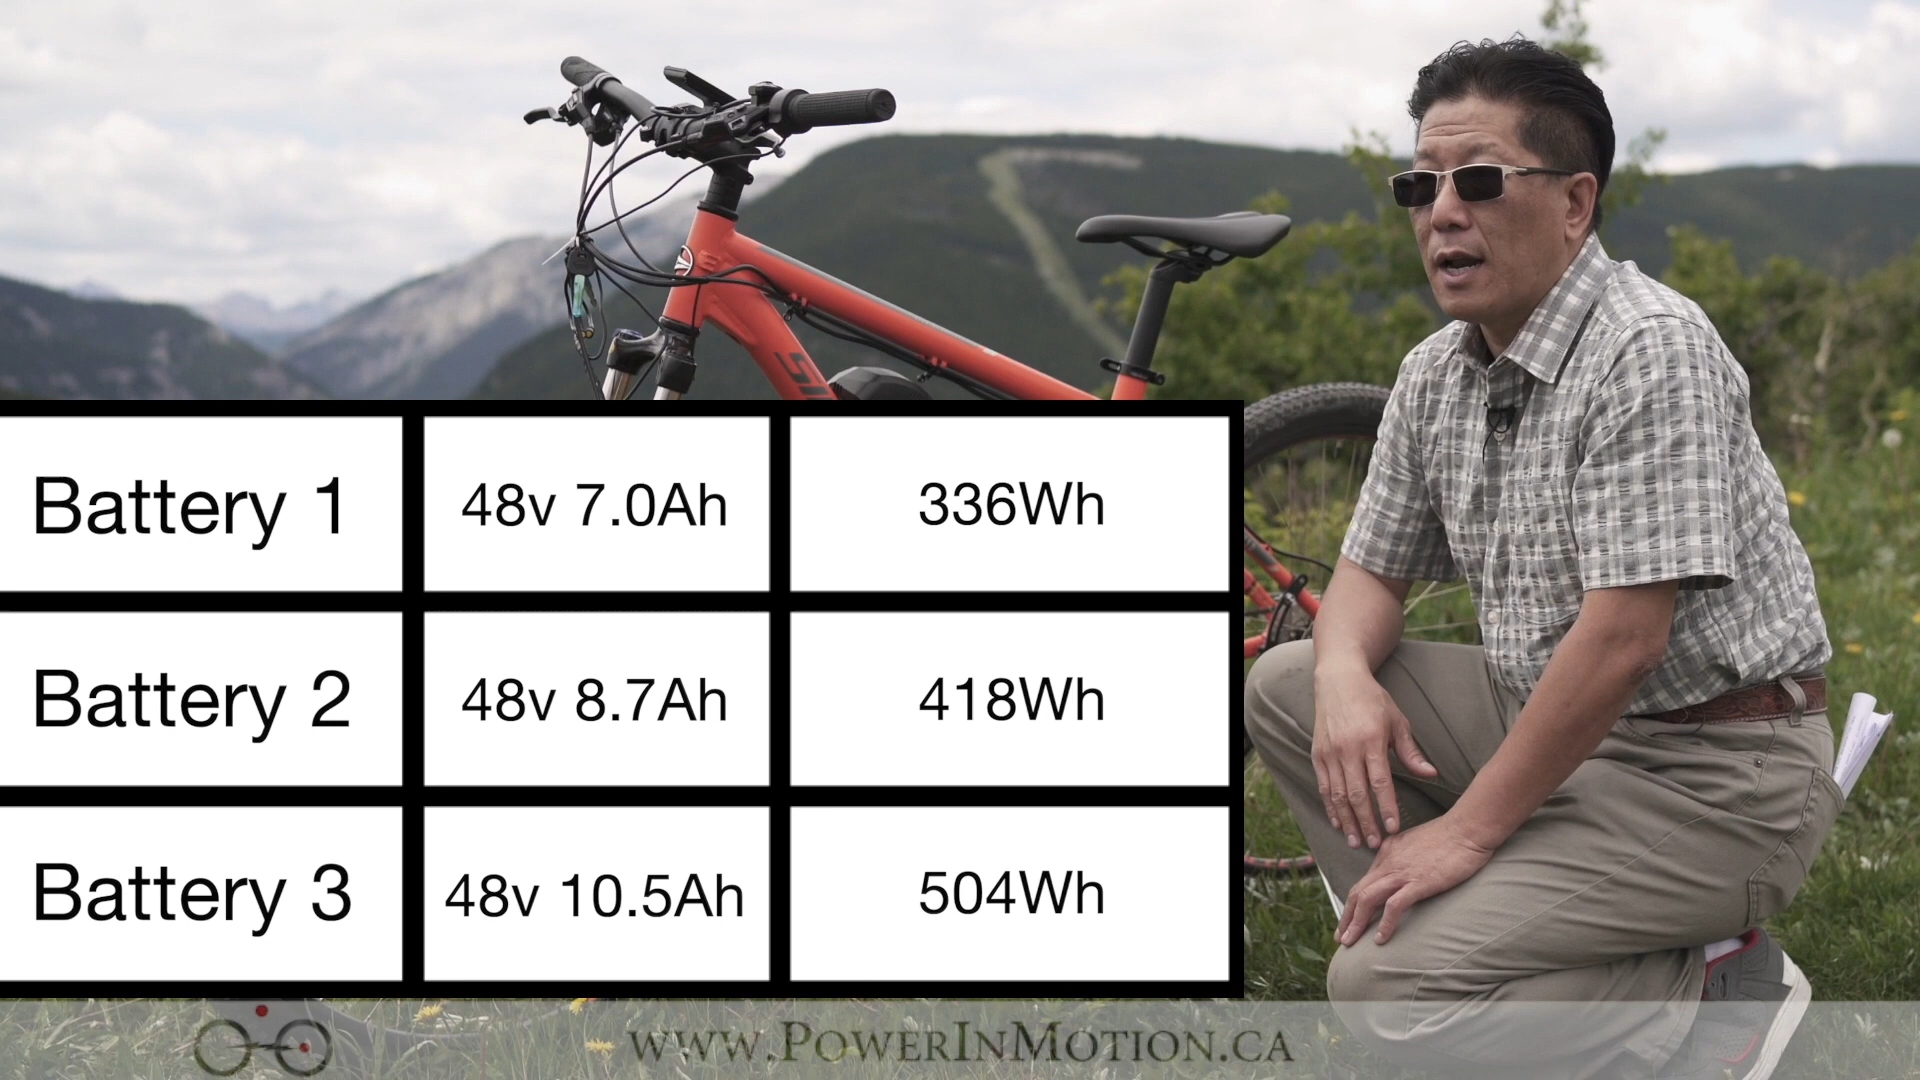 Battery 1 48v 7.0Ah 336Wh
Battery 2 48v 8.7Ah 418Wh
Battery 3 48v 10.5Ah 504Wh
www.PowerInMotion.ca